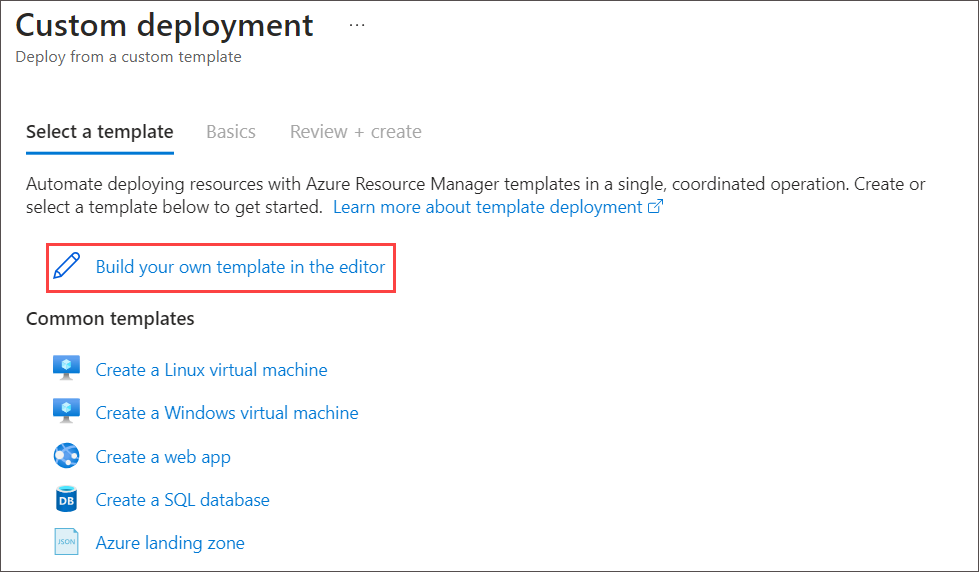 Custom deployment ...
Deploy from a custom template
Select a template Basics Review + create
Automate deploying resources with Azure Resource Manager templates in a single, coordinated operation. Create or
select a template below to get started. Learn more about template deployment
Build your own template in the editor
Common templates
Create a Linux virtual machine
Create a Windows virtual machine
Create a web app
DB Create a SQL database
JSON Azure landing zone